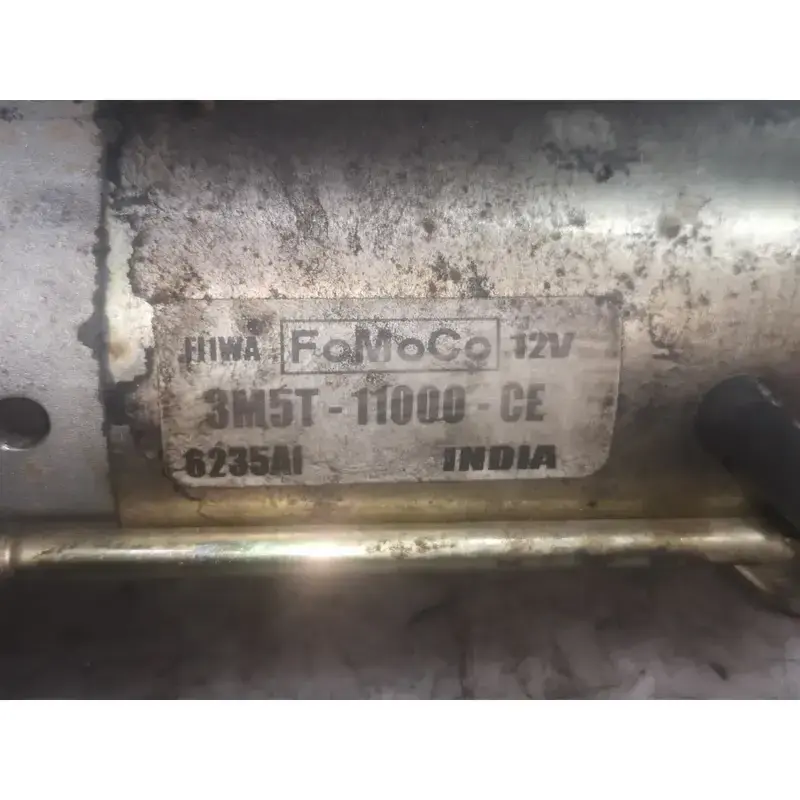 FoMoCo 12V
3M5T-11000-CE
6235AI
INDIA